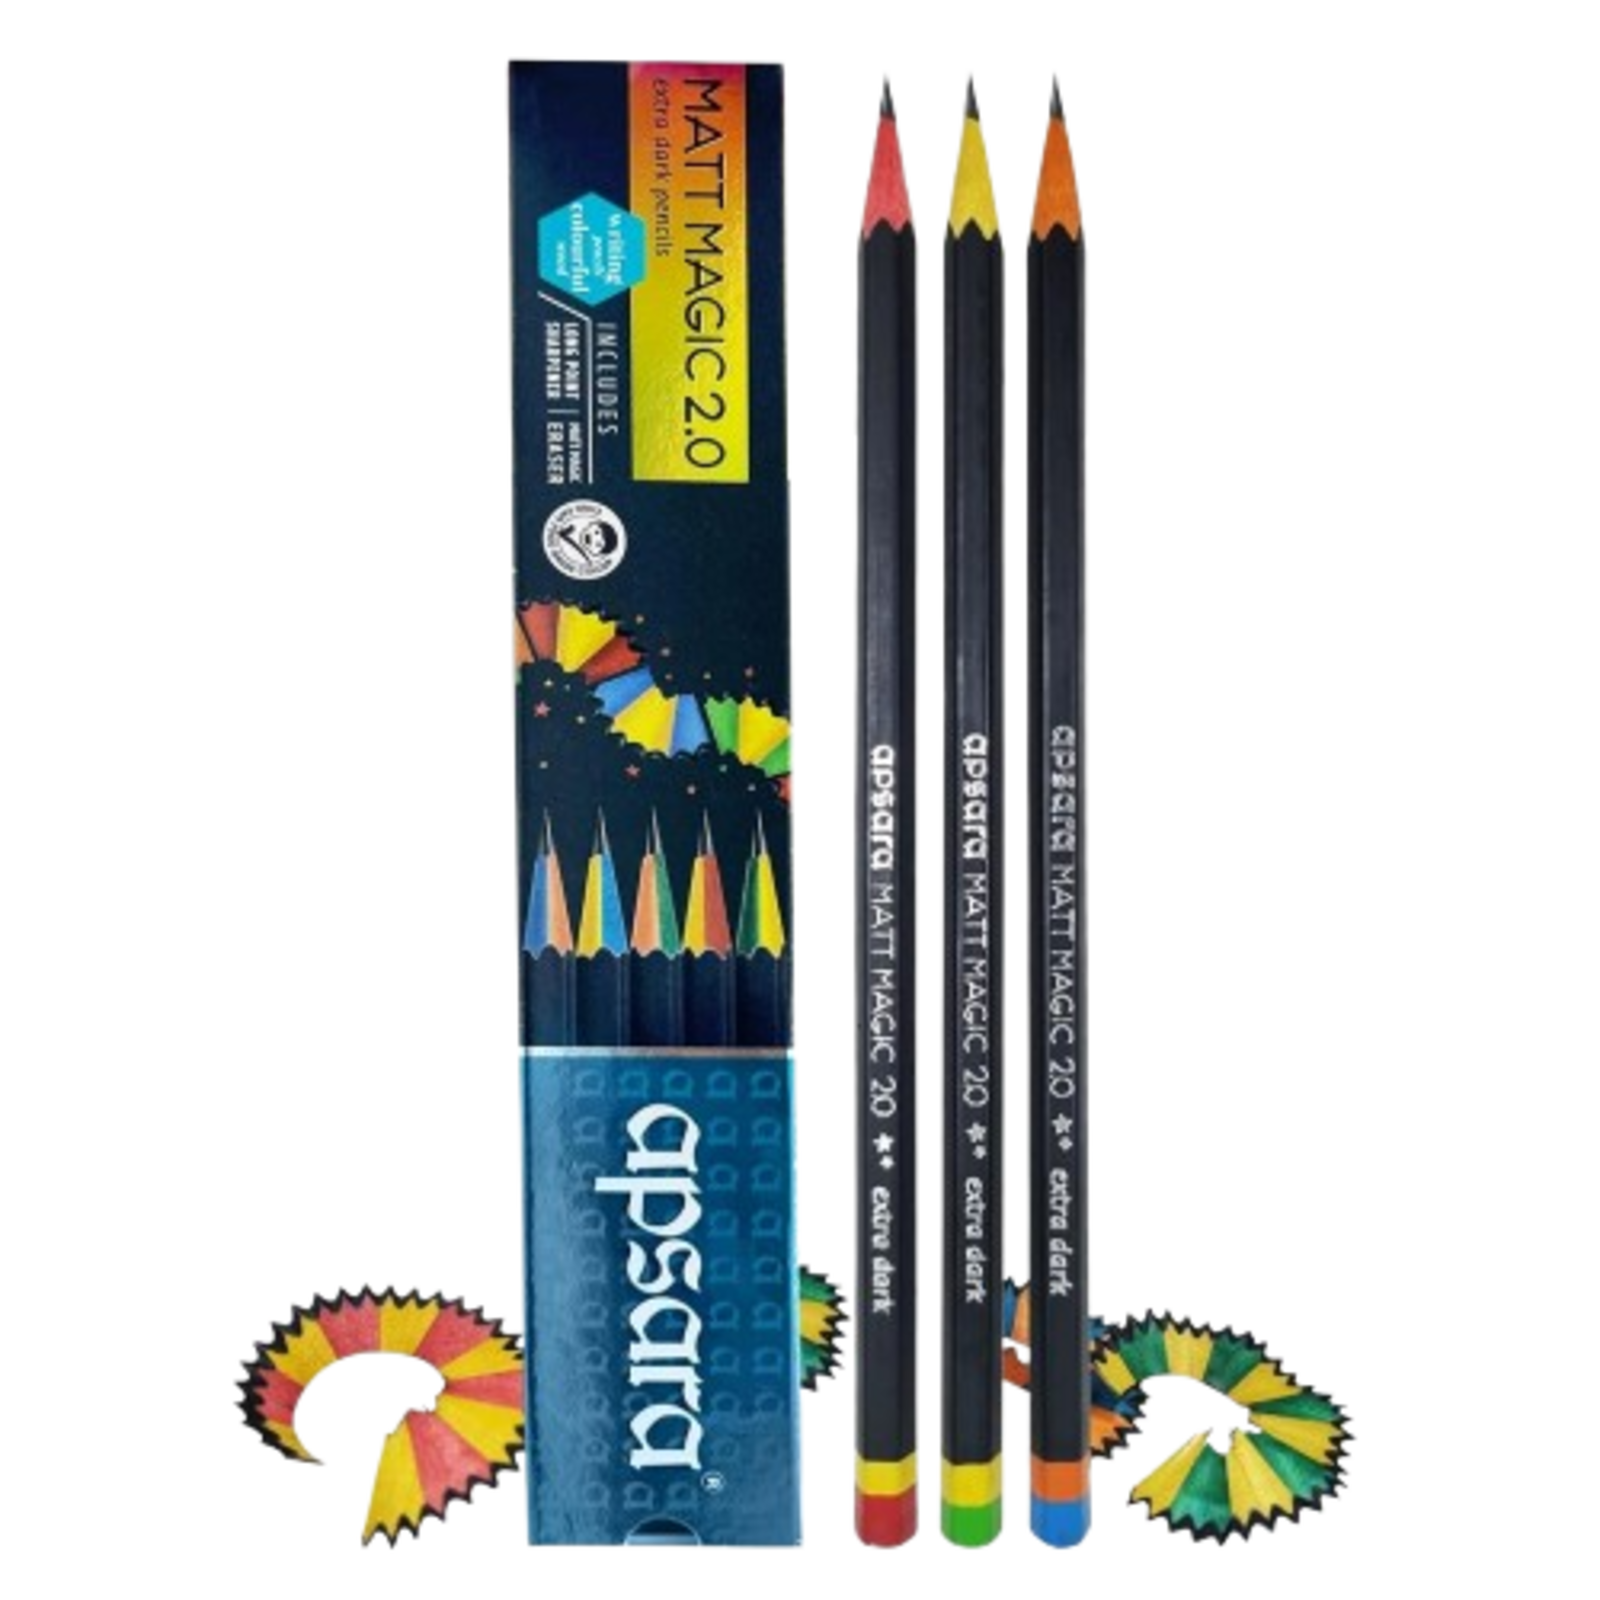 MATT MAGIC 2.0
extra dark pencils
writing
pencils
colourful
wood
INCLUDES
LONG POINT
SHARPENER
MATT MAGIC
ERASER
apsara®
apsara MATT MAGIC 2.0 extra dark
apsara MATT MAGIC 2.0 extra dark
apsara MATT MAGIC 2.0 extra dark